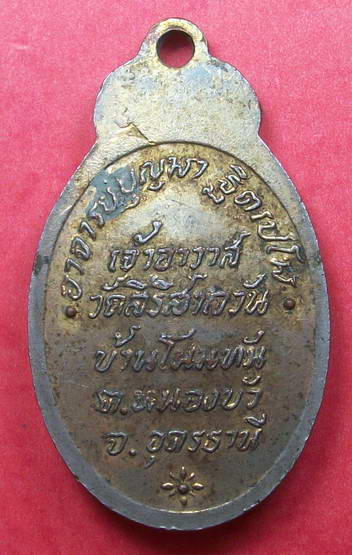 อาจารย์บุญมา ฐิตเปโม
เจ้าอาวาส
วัดสิริสาลวัน
บ้านโนนทัน
ต.หนองบัว
จ.อุดรธานี